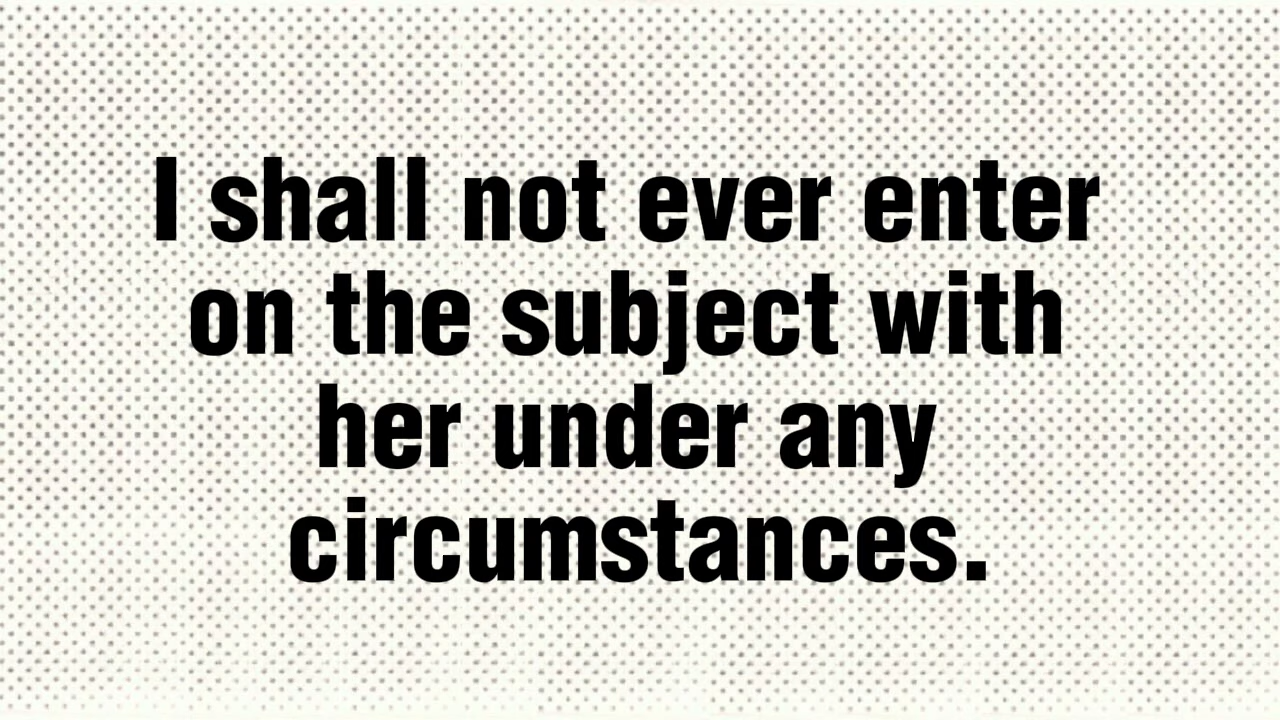 I shall not ever enter
on the subject with
her under any
circumstances.